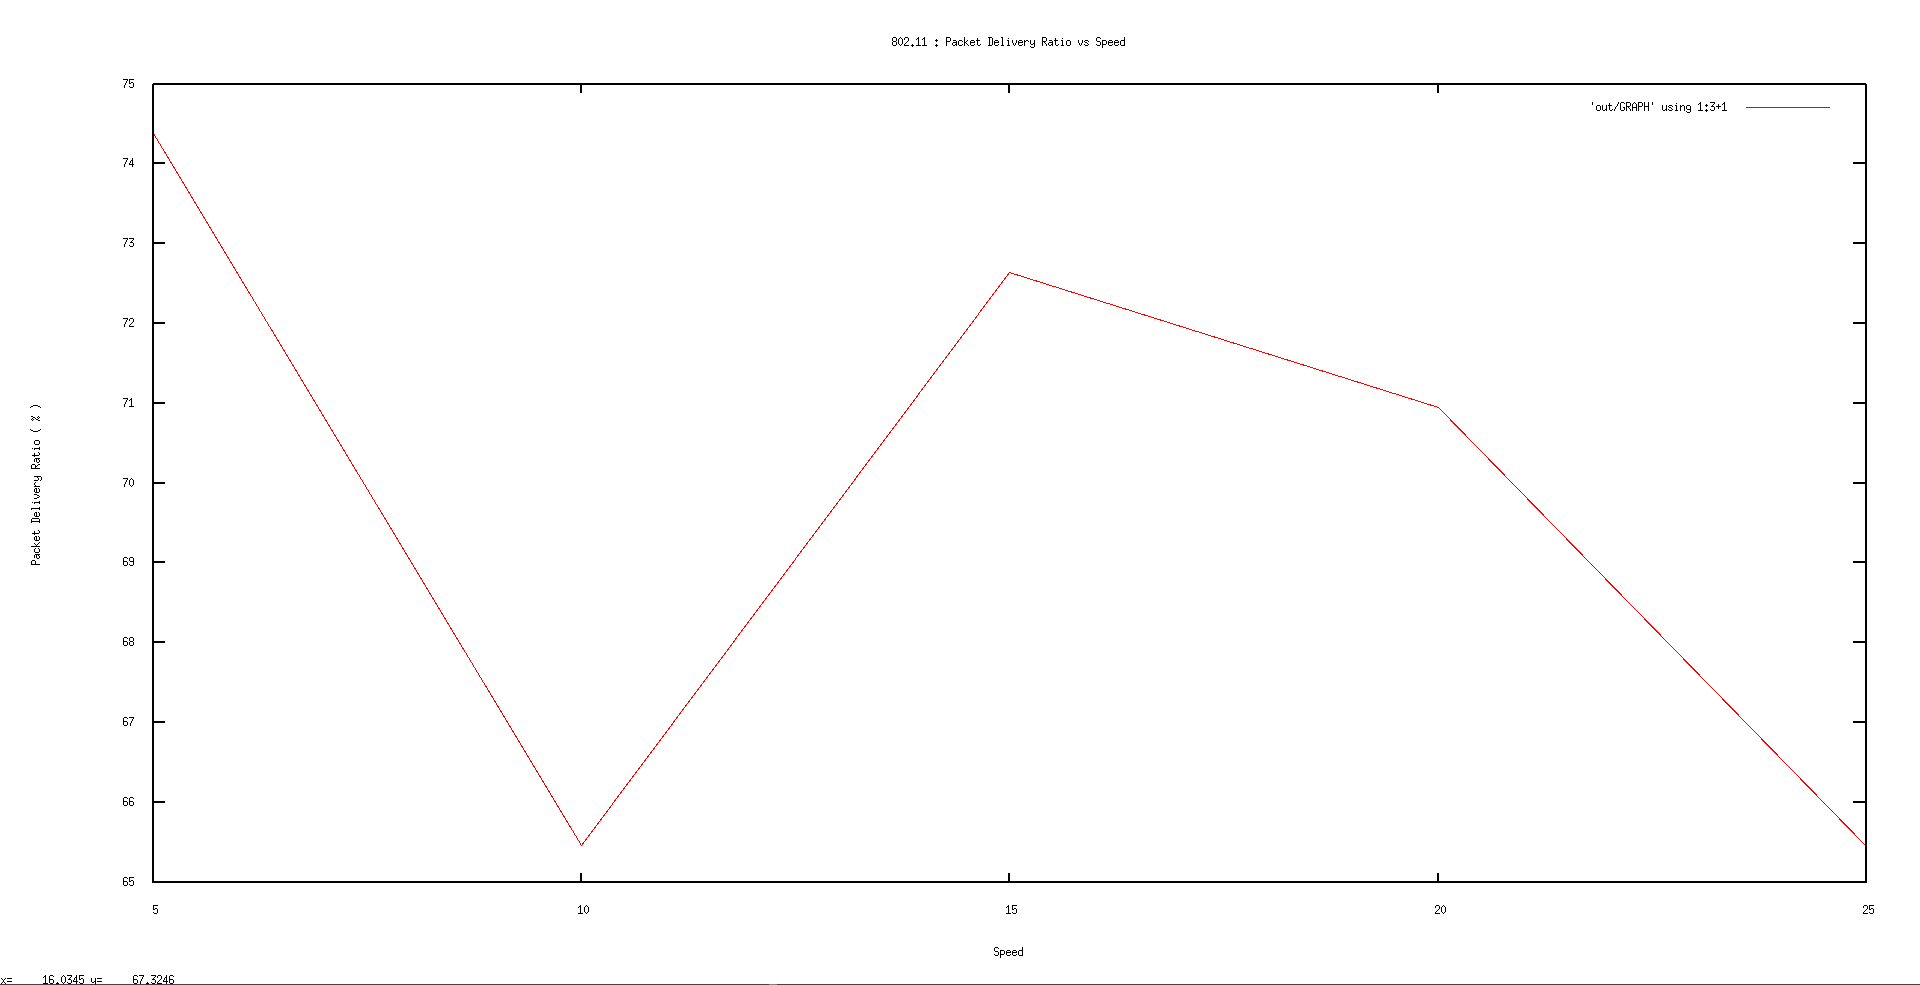 802.11 : Packet Delivery Ratio vs Speed
75
'out/GRAPH' using 1:3+1
74
73
72
71
70
69
68
67
66
65
Packet Delivery Ratio ( % )
5 10 15 20 25
Speed
x= 16.0345 y= 67.3246